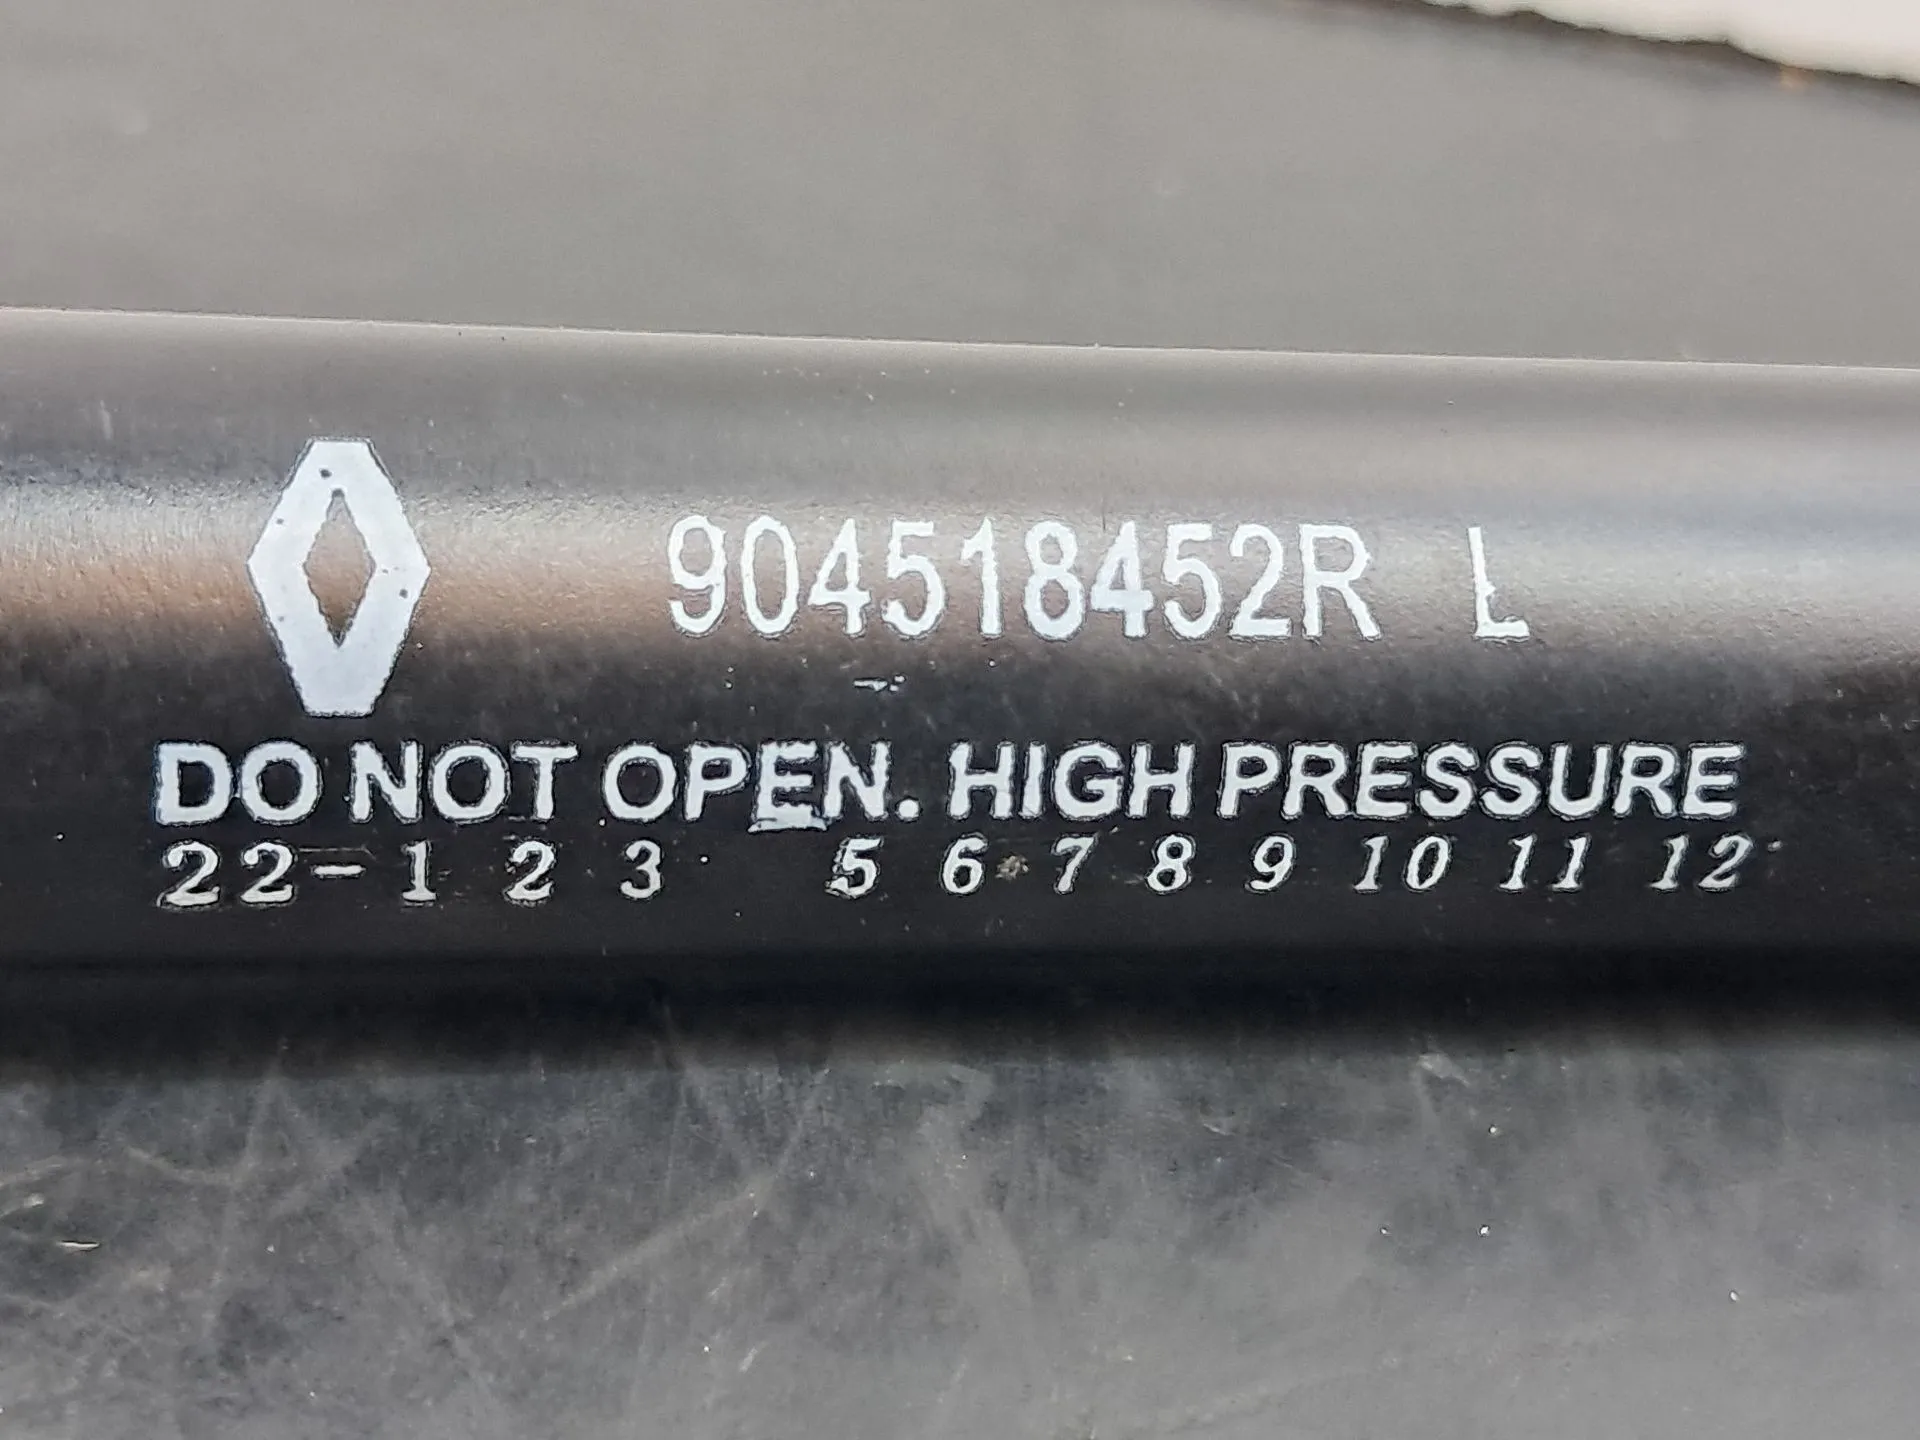 904518452R L
DO NOT OPEN. HIGH PRESSURE
22-1 2 3 5 6 7 8 9 10 11 12